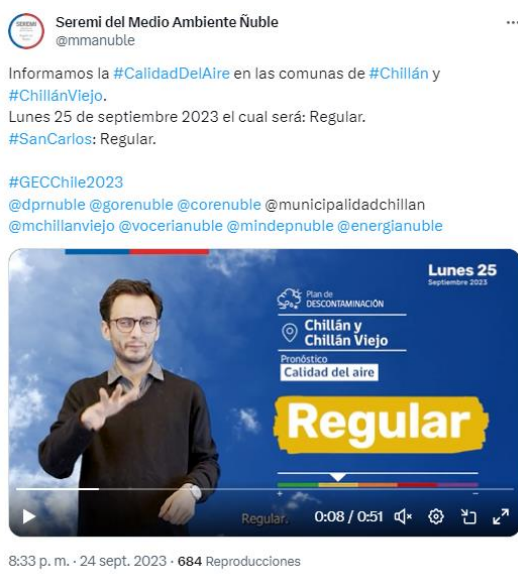 Seremi del Medio Ambiente Ñuble
@mmanuble
Informamos la #CalidadDelAire en las comunas de #Chillán y
#ChillánViejo.
Lunes 25 de septiembre 2023 el cual será: Regular.
#SanCarlos: Regular.
#GECChile2023
@dprnuble @gorenuble @corenuble @municipalidadchillan
@mchillanviejo @vocerianuble @mindepnuble @energianuble
Lunes 25
Septiembre 2023
Plan de
DESCONTAMINACIÓN
Chillán y
Chillán Viejo
Pronóstico
Calidad del aire
Regular
Regular.
0:08 / 0:51
8:33 p. m. · 24 sept. 2023 · 684 Reproducciones